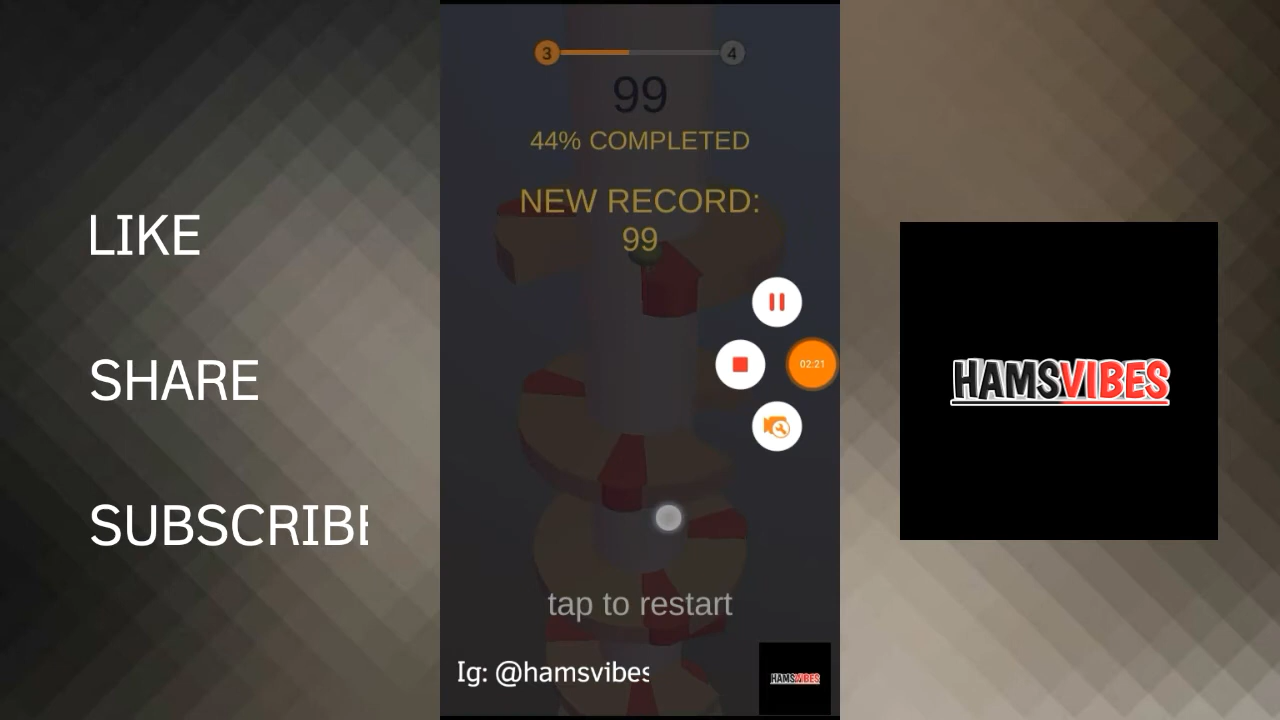 LIKE
SHARE
SUBSCRIBE
3
4
99
44% COMPLETED
NEW RECORD:
99
02:21
tap to restart
Ig: @hamsvibes
HAMSVIBES
HAMSVIBES